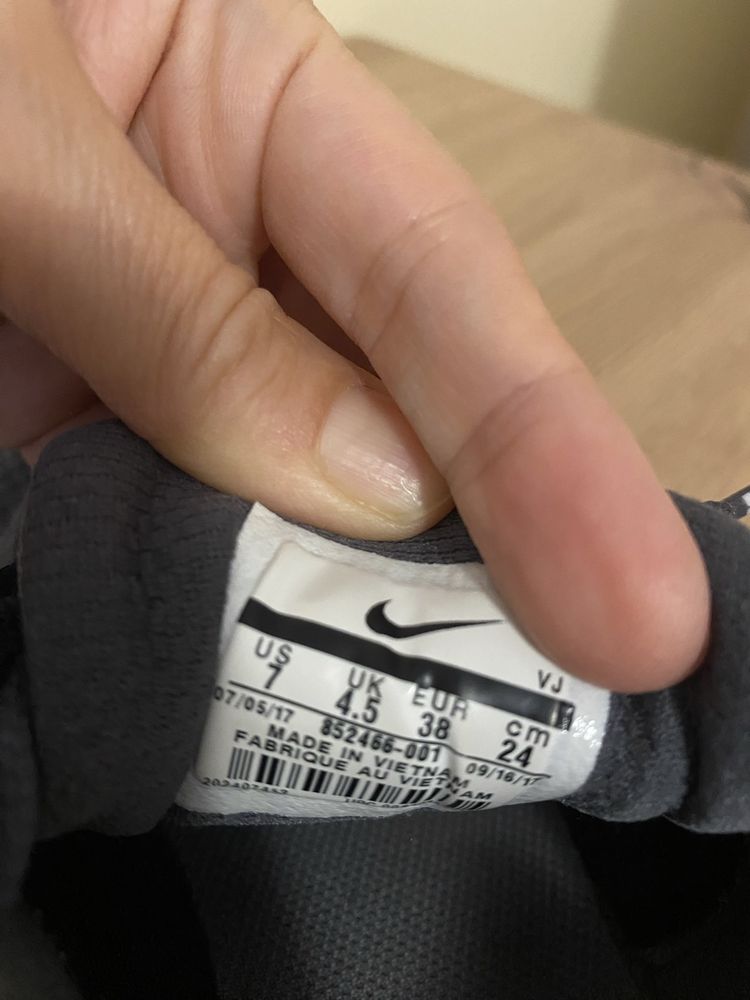 VJ
US UK EUR cm
7 4.5 38 24
07/05/17 852466-001 09/16/17
MADE IN VIETNAM
FABRIQUE AU VIETNAM